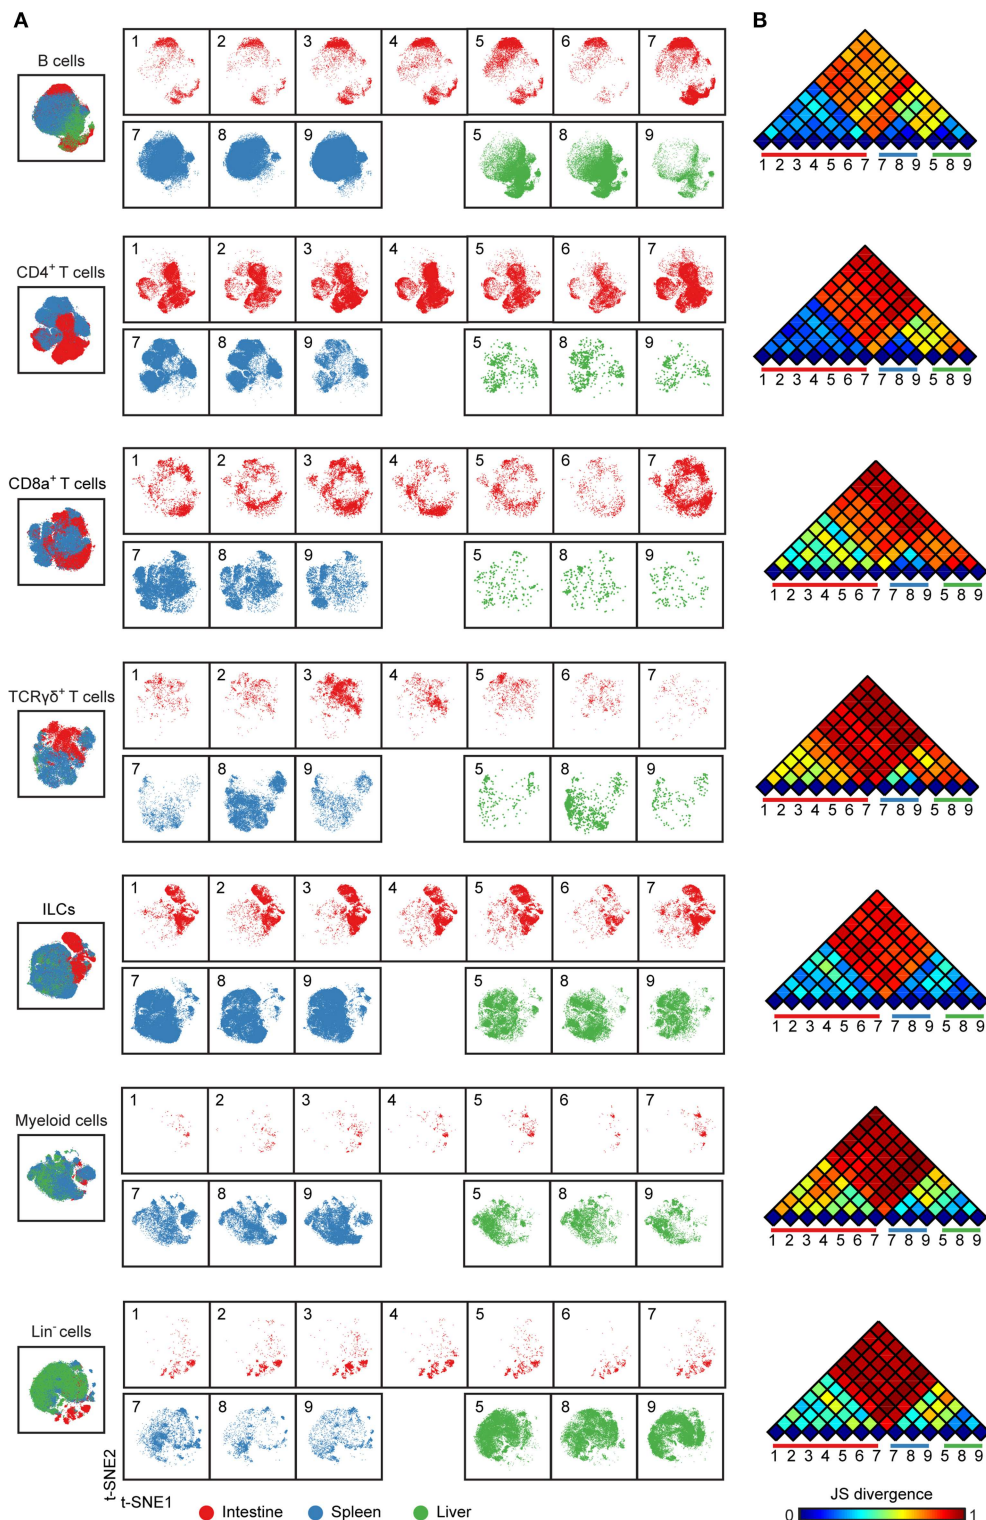 A
B
B cells
1 2 3 4 5 6 7
7 8 9 5 8 9
1 2 3 4 5 6 7 7 8 9 5 8 9
CD4+ T cells
1 2 3 4 5 6 7
7 8 9 5 8 9
1 2 3 4 5 6 7 7 8 9 5 8 9
CD8a+ T cells
1 2 3 4 5 6 7
7 8 9 5 8 9
1 2 3 4 5 6 7 7 8 9 5 8 9
TCRγδ+ T cells
1 2 3 4 5 6 7
7 8 9 5 8 9
1 2 3 4 5 6 7 7 8 9 5 8 9
ILCs
1 2 3 4 5 6 7
7 8 9 5 8 9
1 2 3 4 5 6 7 7 8 9 5 8 9
Myeloid cells
1 2 3 4 5 6 7
7 8 9 5 8 9
1 2 3 4 5 6 7 7 8 9 5 8 9
Lin- cells
1 2 3 4 5 6 7
7 8 9 5 8 9
1 2 3 4 5 6 7 7 8 9 5 8 9
t-SNE2
t-SNE1
Intestine Spleen Liver
JS divergence
0 1